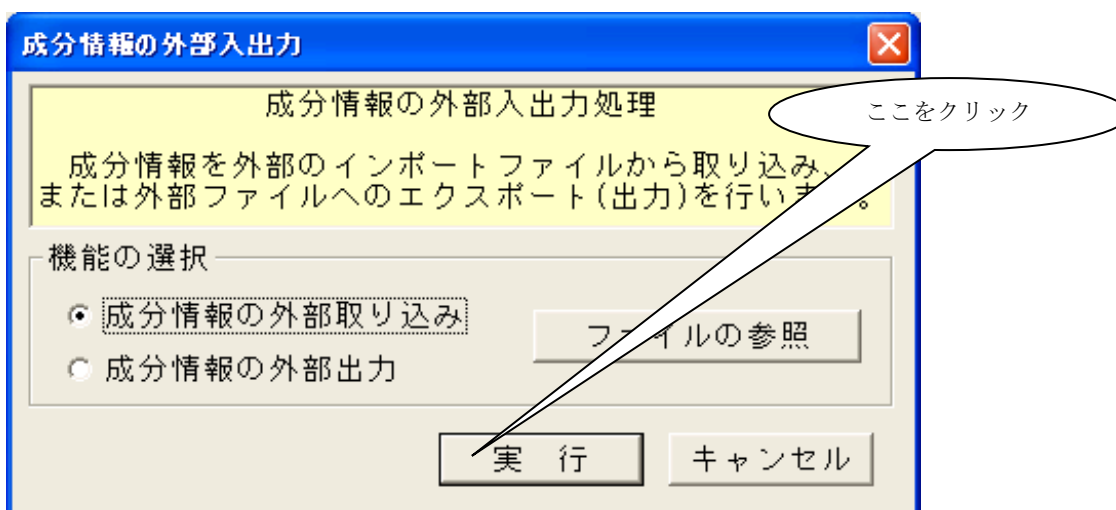 成分情報の外部入出力
成分情報の外部入出力処理
ここをクリック
成分情報を外部のインポートファイルから取り込み、
または外部ファイルへのエクスポート(出力)を行います。
機能の選択
成分情報の外部取り込み
ファイルの参照
成分情報の外部出力
実 行
キャンセル